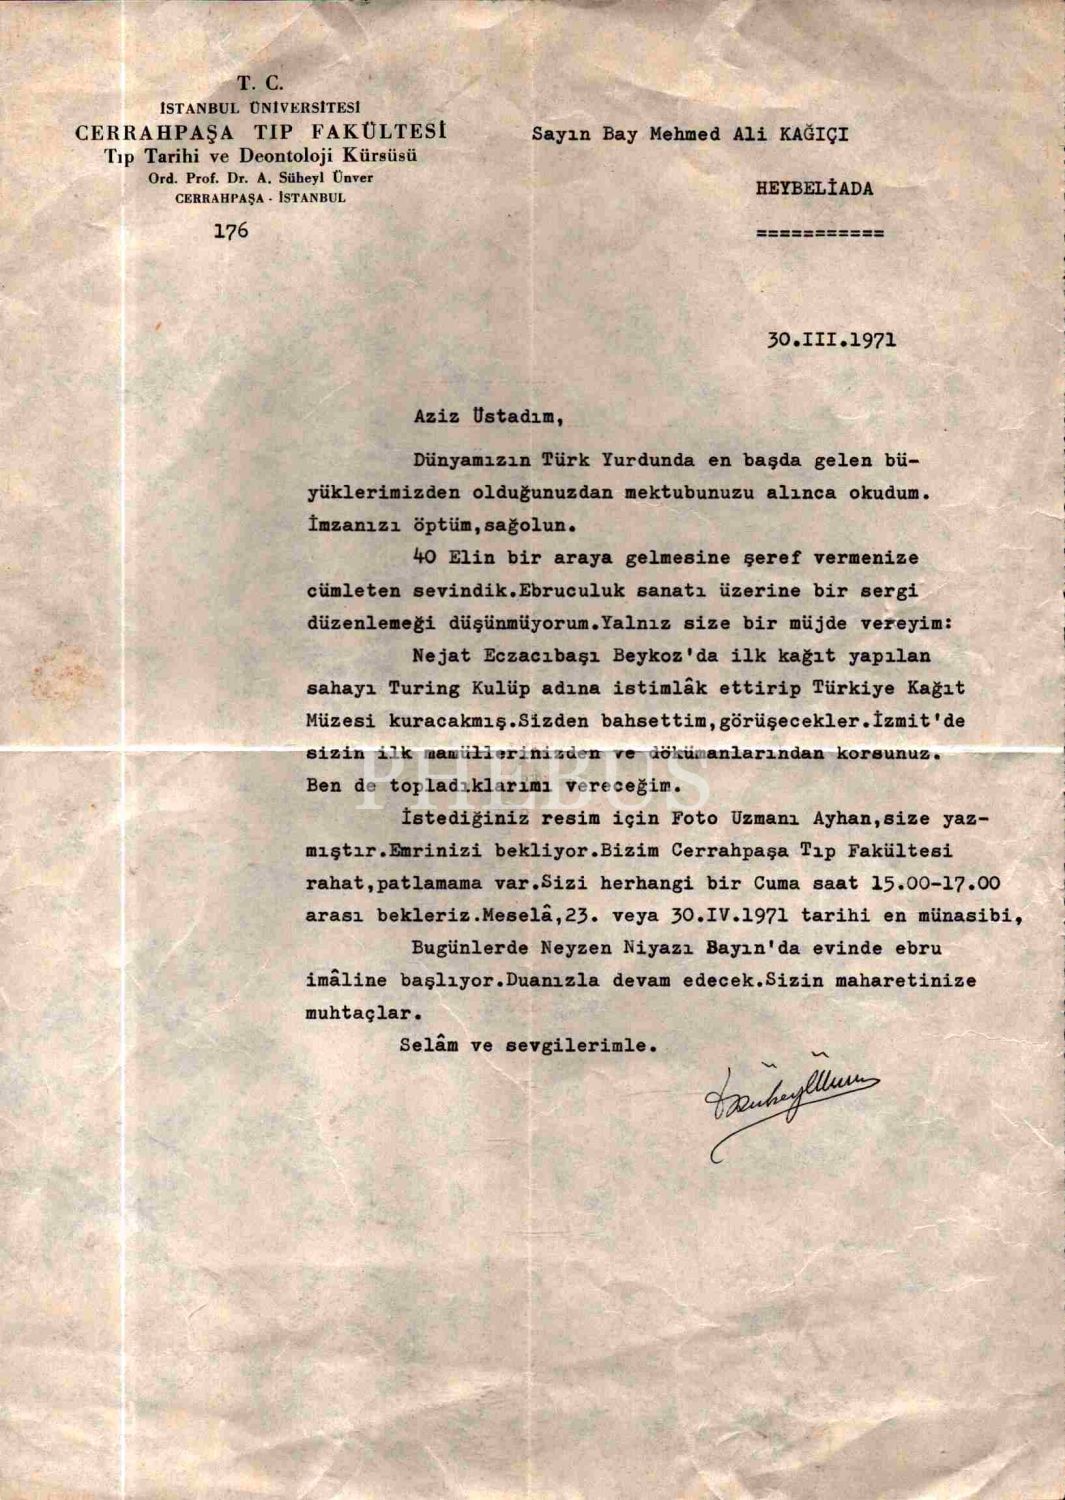 T. C.
İSTANBUL ÜNİVERSİTESİ
CERRAHPAŞA TIP FAKÜLTESİ
Tıp Tarihi ve Deontoloji Kürsüsü
Ord. Prof. Dr. A. Süheyl Ünver
CERRAHPAŞA - İSTANBUL
176
Sayın Bay Mehmed Ali KAĞIÇI
HEYBELİADA
===========
30.III.1971
Aziz Üstadım,
Dünyamızın Türk Yurdunda en başda gelen bü-
yüklerimizden olduğunuzdan mektubunuzu alınca okudum.
İmzanızı öptüm,sağolun.
40 Elin bir araya gelmesine şeref vermenize
cümleten sevindik.Ebruculuk sanatı üzerine bir sergi
düzenlemeği düşünmüyorum.Yalnız size bir müjde vereyim:
Nejat Eczacıbaşı Beykoz'da ilk kağıt yapılan
sahayı Turing Kulüp adına istimlâk ettirip Türkiye Kağıt
Müzesi kuracakmış.Sizden bahsettim,görüşecekler.İzmit'de
sizin ilk mamüllerinizden ve dökümanlarından korsunuz.
Ben de topladıklarımı vereceğim.
İstediğiniz resim için Foto Uzmanı Ayhan,size yaz-
mıştır.Emrinizi bekliyor.Bizim Cerrahpaşa Tıp Fakültesi
rahat,patlamama var.Sizi herhangi bir Cuma saat 15.00-17.00
arası bekleriz.Meselâ,23. veya 30.IV.1971 tarihi en münasibi,
Bugünlerde Neyzen Niyazı Bayın'da evinde ebru
imâline başlıyor.Duanızla devam edecek.Sizin maharetinize
muhtaçlar.
Selâm ve sevgilerimle.
PHEBUS